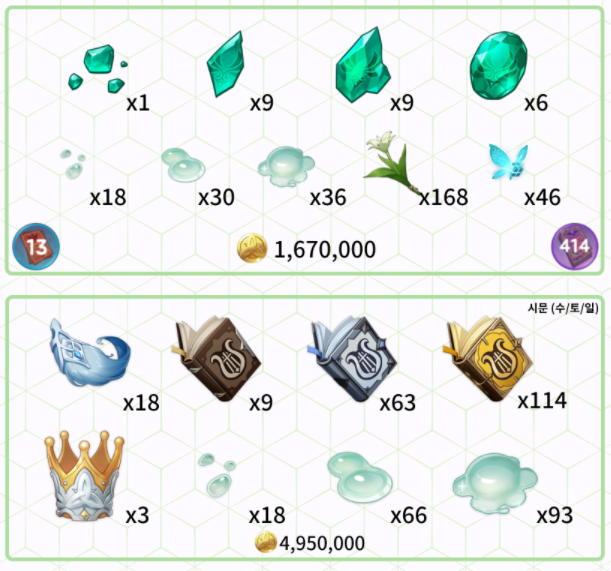 x1 x9 x9 x6
x18 x30 x36 x168 x46
13 1,670,000 414
시문 (수/토/일)
x18 x9 x63 x114
x3 x18 x66 x93
4,950,000